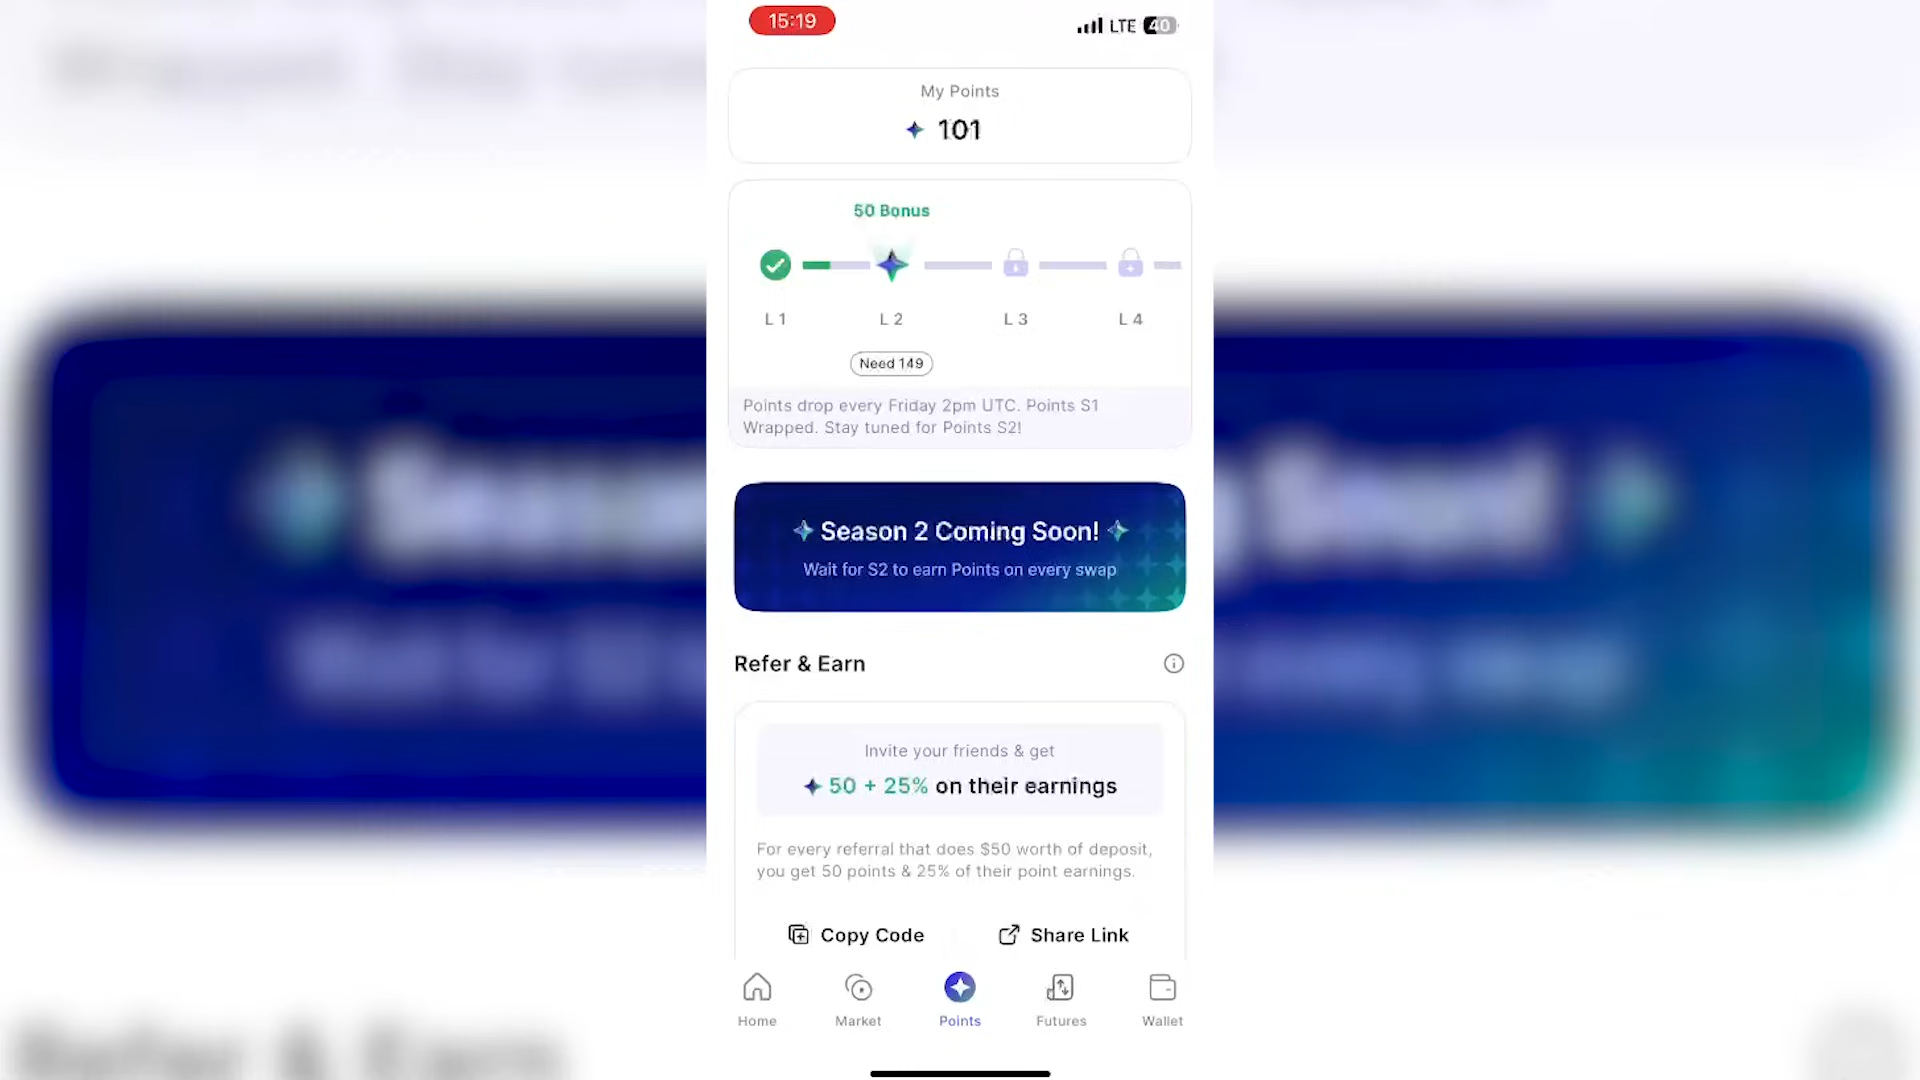 15:19
LTE 40
My Points
101
50 Bonus
L 1
L 2
L 3
L 4
Need 149
Points drop every Friday 2pm UTC. Points S1
Wrapped. Stay tuned for Points S2!
Season 2 Coming Soon!
Wait for S2 to earn Points on every swap
Refer & Earn
Invite your friends & get
50 + 25% on their earnings
For every referral that does $50 worth of deposit,
you get 50 points & 25% of their point earnings.
Copy Code
Share Link
Home
Market
Points
Futures
Wallet